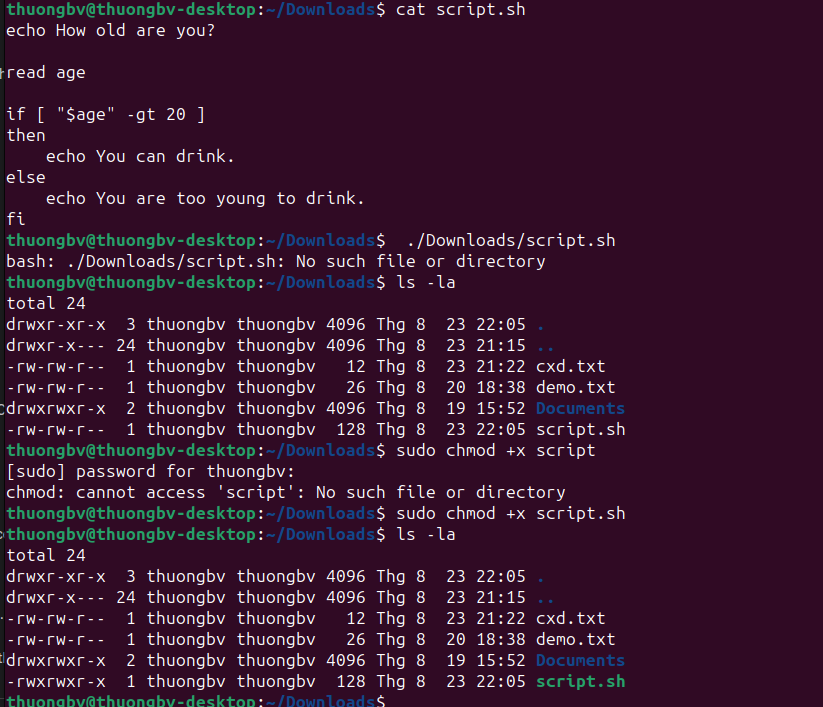 thuongbv@thuongbv-desktop:~/Downloads$ cat script.sh
echo How old are you?
read age
if [ "$age" -gt 20 ]
then
    echo You can drink.
else
    echo You are too young to drink.
fi
thuongbv@thuongbv-desktop:~/Downloads$  ./Downloads/script.sh
bash: ./Downloads/script.sh: No such file or directory
thuongbv@thuongbv-desktop:~/Downloads$ ls -la
total 24
drwxr-xr-x  3 thuongbv thuongbv 4096 Thg 8  23 22:05 .
drwxr-x--- 24 thuongbv thuongbv 4096 Thg 8  23 21:15 ..
-rw-rw-r--  1 thuongbv thuongbv   12 Thg 8  23 21:22 cxd.txt
-rw-rw-r--  1 thuongbv thuongbv   26 Thg 8  20 18:38 demo.txt
drwxrwxr-x  2 thuongbv thuongbv 4096 Thg 8  19 15:52 Documents
-rw-rw-r--  1 thuongbv thuongbv  128 Thg 8  23 22:05 script.sh
thuongbv@thuongbv-desktop:~/Downloads$ sudo chmod +x script
[sudo] password for thuongbv:
chmod: cannot access 'script': No such file or directory
thuongbv@thuongbv-desktop:~/Downloads$ sudo chmod +x script.sh
thuongbv@thuongbv-desktop:~/Downloads$ ls -la
total 24
drwxr-xr-x  3 thuongbv thuongbv 4096 Thg 8  23 22:05 .
drwxr-x--- 24 thuongbv thuongbv 4096 Thg 8  23 21:15 ..
-rw-rw-r--  1 thuongbv thuongbv   12 Thg 8  23 21:22 cxd.txt
-rw-rw-r--  1 thuongbv thuongbv   26 Thg 8  20 18:38 demo.txt
drwxrwxr-x  2 thuongbv thuongbv 4096 Thg 8  19 15:52 Documents
-rwxrwxr-x  1 thuongbv thuongbv  128 Thg 8  23 22:05 script.sh
thuongbv@thuongbv-desktop:~/Downloads$